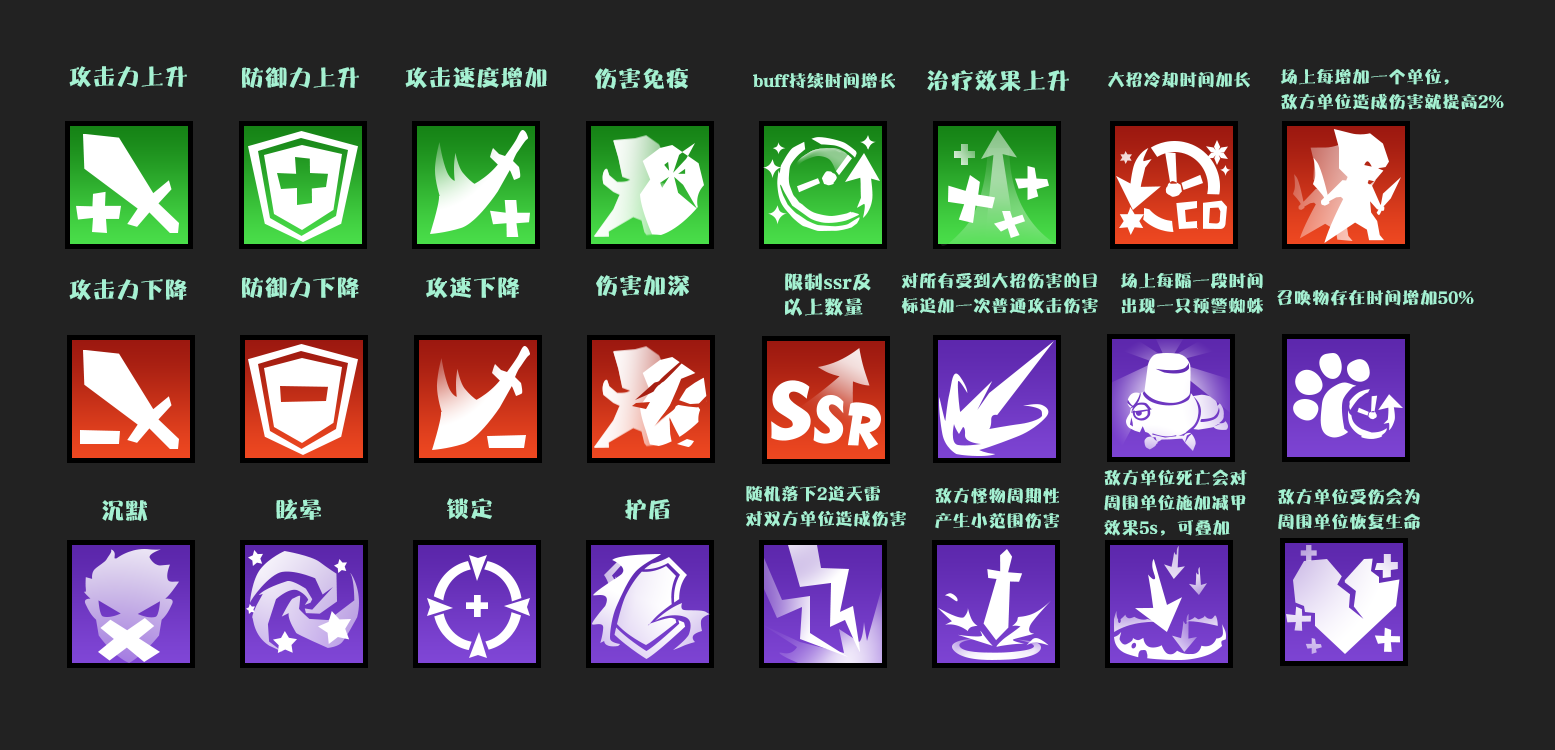 攻击力上升
防御力上升
攻击速度增加
伤害免疫
buff持续时间增长
治疗效果上升
大招冷却时间加长
场上每增加一个单位，
敌方单位造成伤害就提高2%
CD
攻击力下降
防御力下降
攻速下降
伤害加深
限制ssr及
以上数量
对所有受到大招伤害的目
标追加一次普通攻击伤害
场上每隔一段时间
出现一只预警蜘蛛
召唤物存在时间增加50%
SSR
沉默
眩晕
锁定
护盾
随机落下2道天雷
对双方单位造成伤害
敌方怪物周期性
产生小范围伤害
敌方单位死亡会对
周围单位施加减甲
效果5s，可叠加
敌方单位受伤会为
周围单位恢复生命